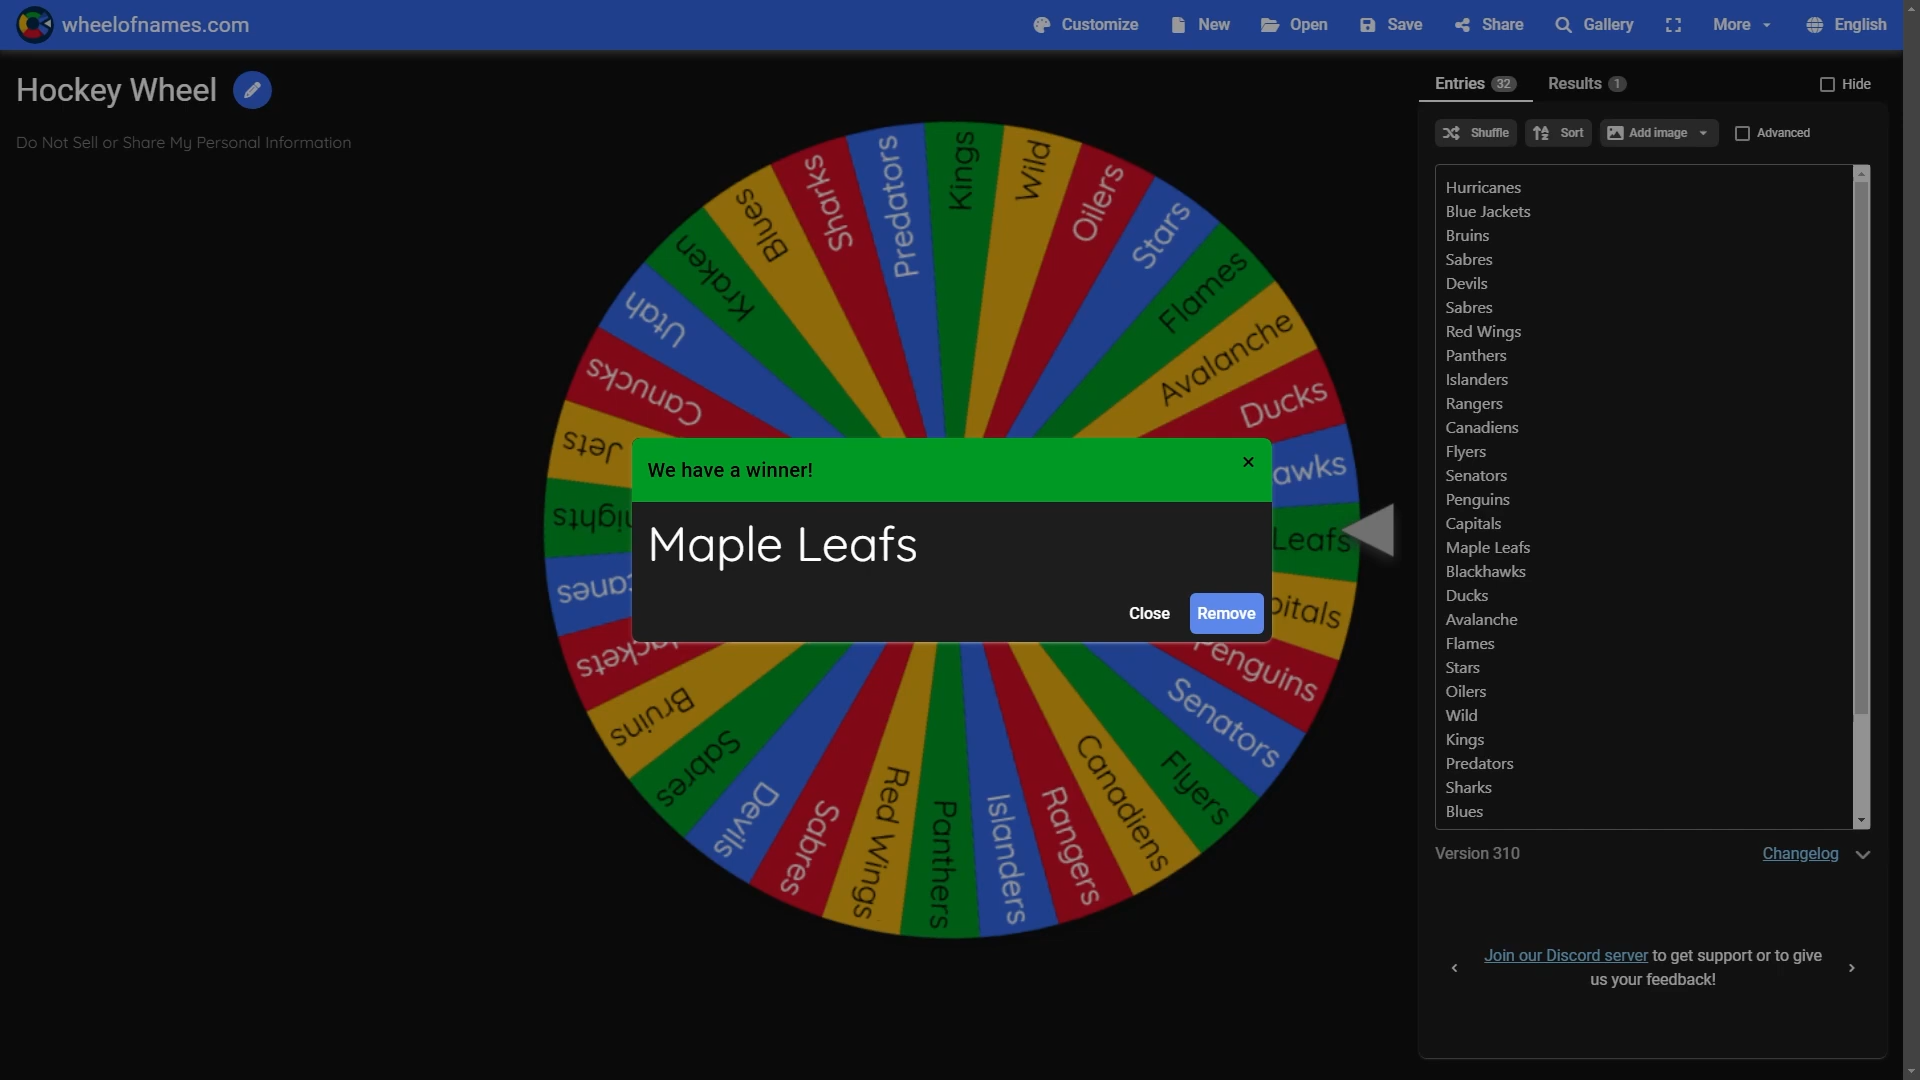 wheelofnames.com
Customize New Open Save Share Gallery More English
Hockey Wheel
Do Not Sell or Share My Personal Information
Entries 32 Results 1 Hide
Shuffle Sort Add image Advanced
Hurricanes
Blue Jackets
Bruins
Sabres
Devils
Sabres
Red Wings
Panthers
Islanders
Rangers
Canadiens
Flyers
Senators
Penguins
Capitals
Maple Leafs
Blackhawks
Ducks
Avalanche
Flames
Stars
Oilers
Wild
Kings
Predators
Sharks
Blues
Version 310 Changelog
Join our Discord server to get support or to give
us your feedback!
Kings
Wild
Oilers
Stars
Flames
Avalanche
Ducks
awks
Leafs
pitals
Penguins
Senators
Flyers
Canadiens
Rangers
Islanders
Panthers
Red Wings
Sabres
Devils
Sabres
Bruins
ckets
canes
nights
Jets
Canucks
Utah
Kraken
Blues
Sharks
Predators
We have a winner!
Maple Leafs
Close Remove